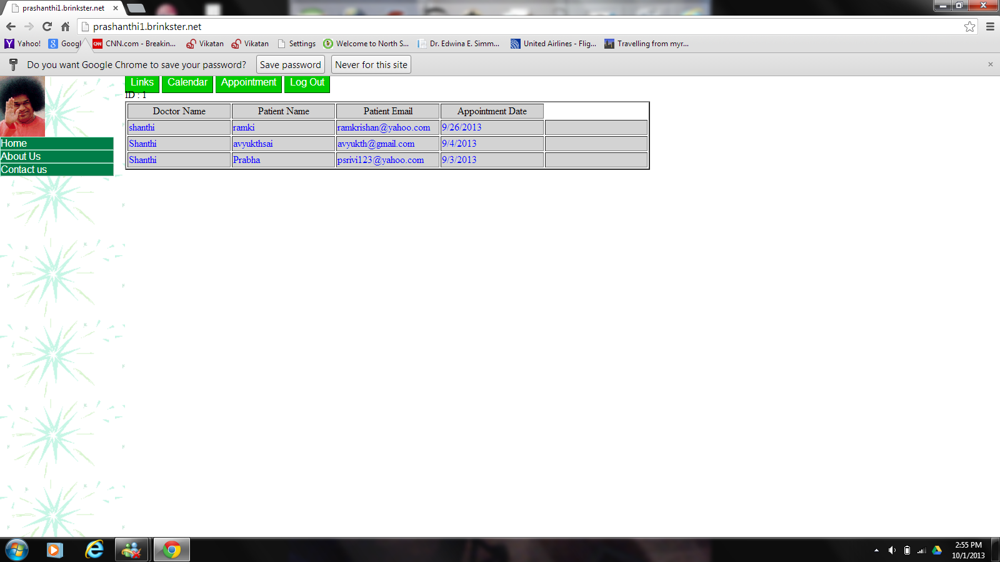 prashanthi1.brinkster.net
prashanthi1.brinkster.net
Yahoo! Googl CNN.com - Breakin... Vikatan Vikatan Settings Welcome to North S... Dr. Edwina E. Simm... United Airlines - Flig... Travelling from myr...
Do you want Google Chrome to save your password? Save password Never for this site
Links Calendar Appointment Log Out
ID : 1
Doctor Name Patient Name Patient Email Appointment Date
shanthi ramki ramkrishan@yahoo.com 9/26/2013
Shanthi avyukthsai avyukth@gmail.com 9/4/2013
Shanthi Prabha psrivi123@yahoo.com 9/3/2013
Home
About Us
Contact us
2:55 PM
10/1/2013